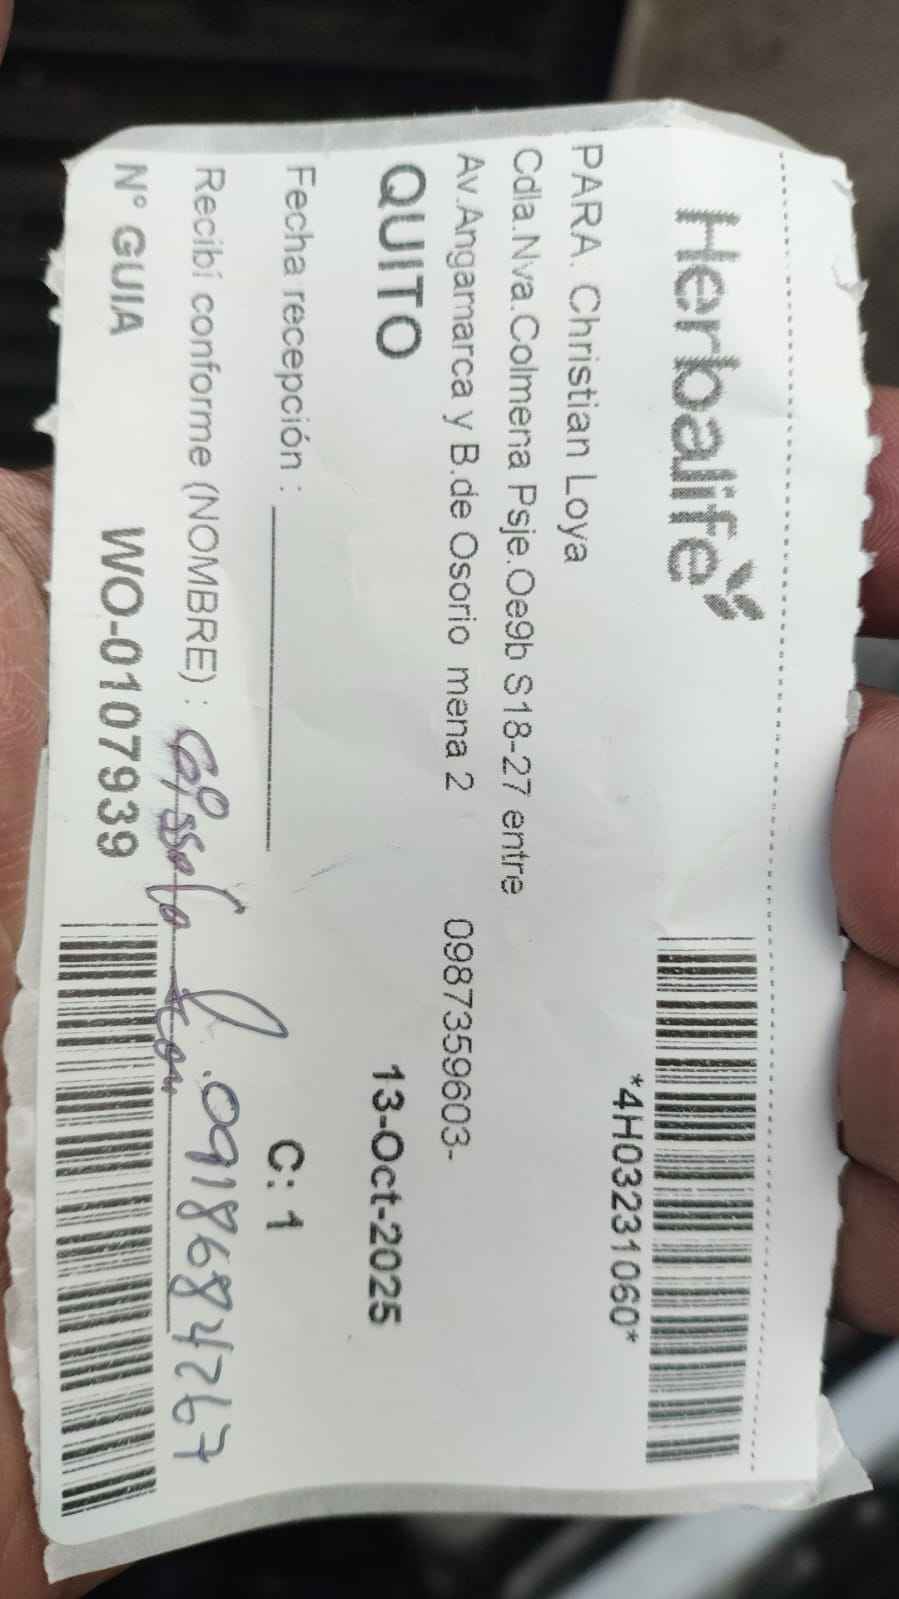 Herbalife
*4H03231060*
PARA. Christian Loya
Cdla.Nva.Colmena Psje.Oe9b S18-27 entre
Av.Angamarca y B.de Osorio mena 2 0987359603-
QUITO 13-Oct-2025
Fecha recepción : C: 1
Recibí conforme (NOMBRE) : 0918684267
N° GUIA WO-0107939